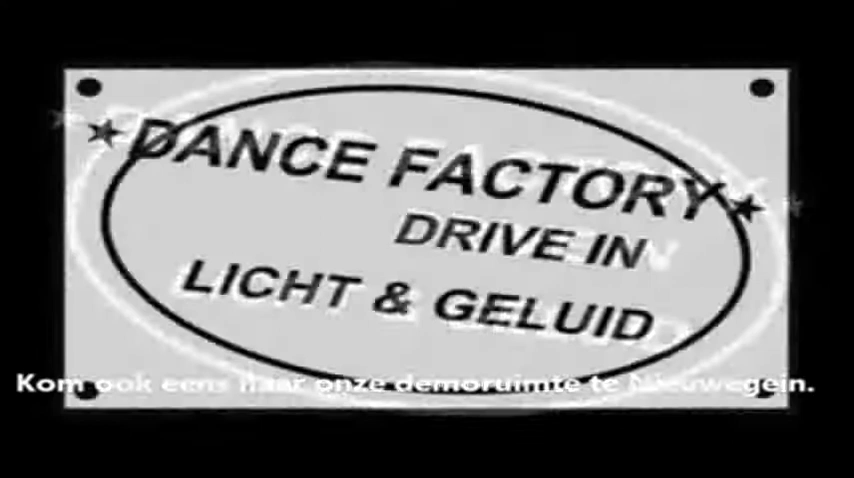 ★DANCE FACTORY★
DRIVE IN
LICHT & GELUID
Kom ook eens naar onze demoruimte te Nieuwegein.